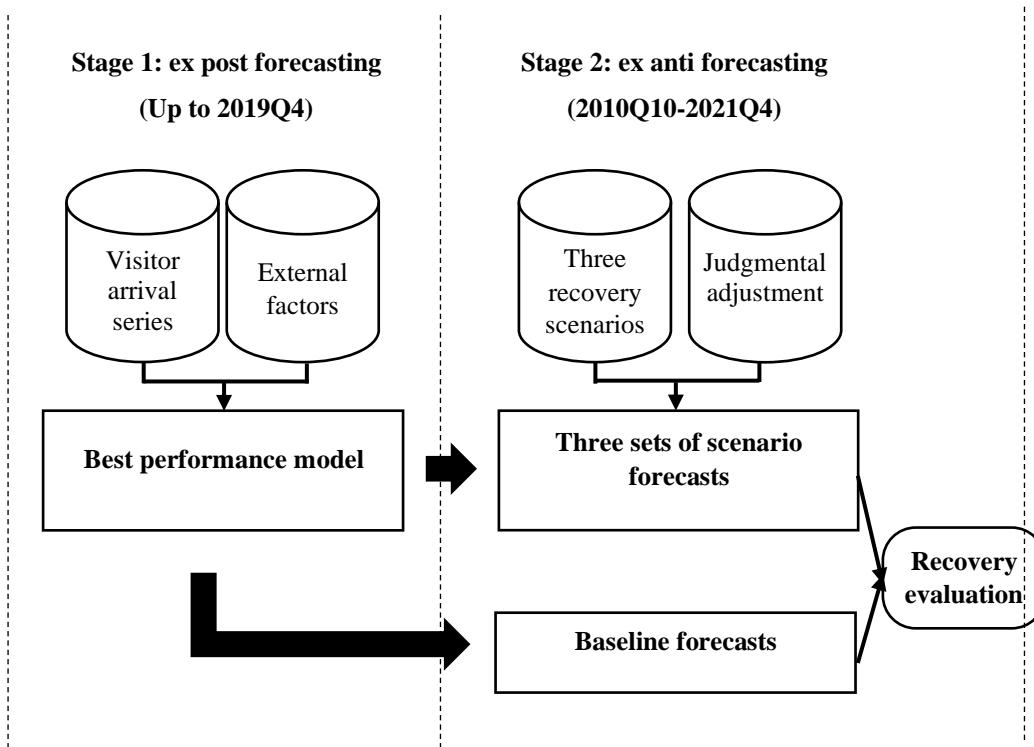 Stage 1: ex post forecasting
(Up to 2019Q4)
Stage 2: ex anti forecasting
(2010Q10-2021Q4)
Visitor
arrival
series
External
factors
Three
recovery
scenarios
Judgmental
adjustment
Best performance model
Three sets of scenario
forecasts
Recovery
evaluation
Baseline forecasts